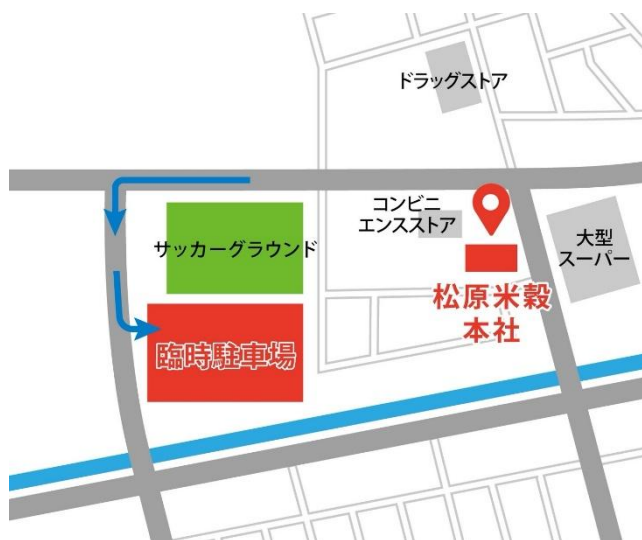 ドラッグストア
コンビニ
エンスストア
サッカーグラウンド
大型
スーパー
松原米穀
本社
臨時駐車場